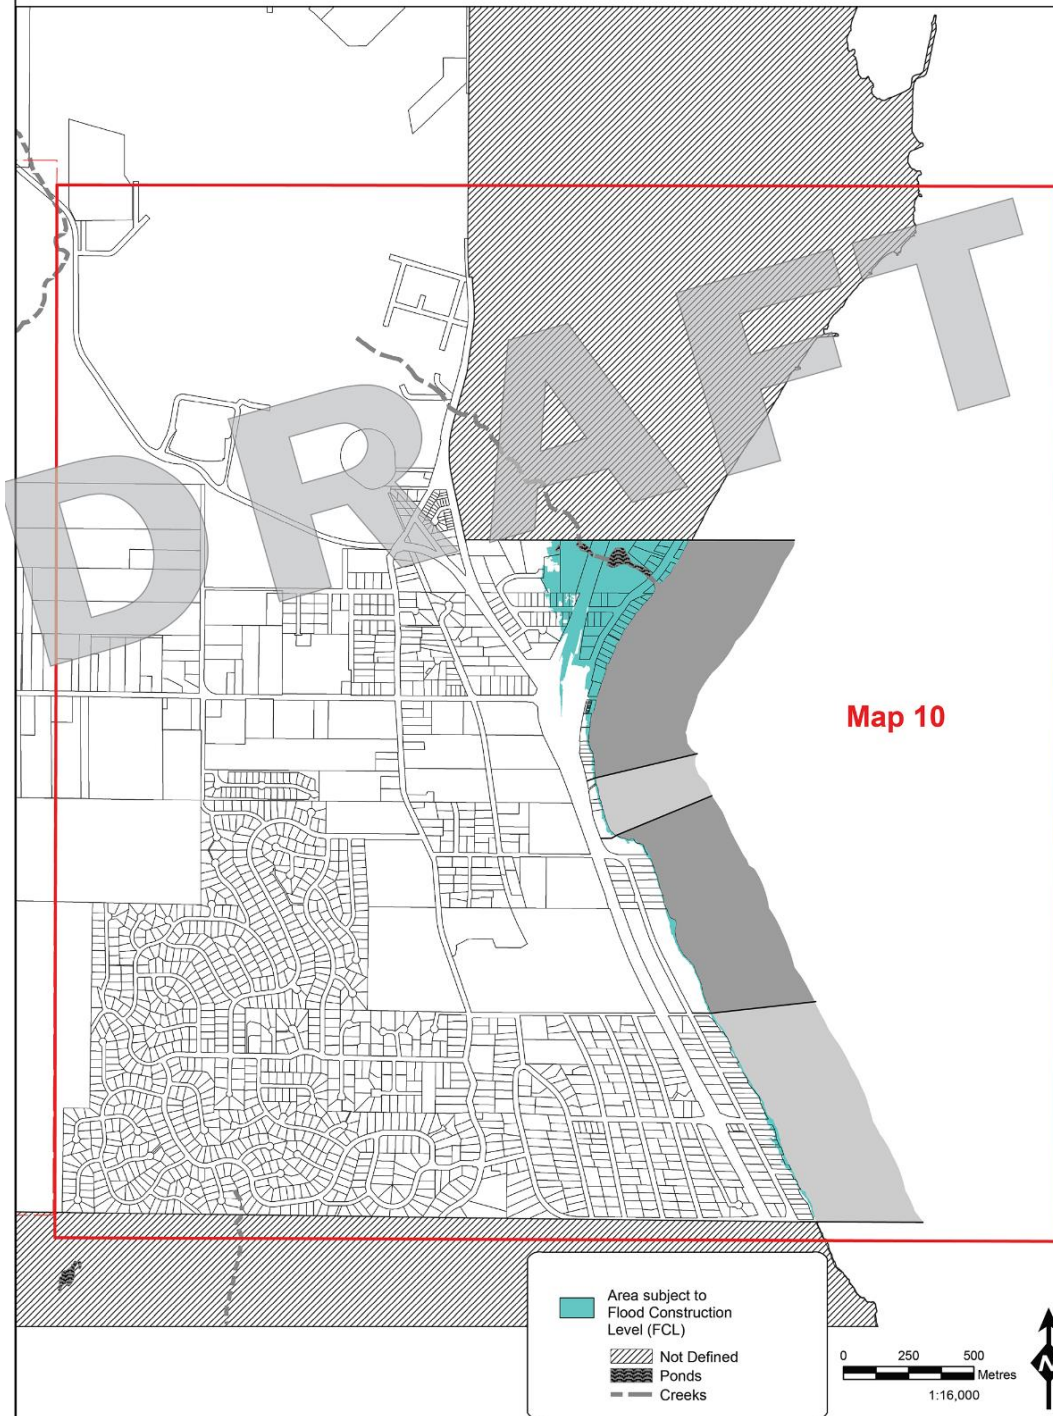 DRAFT
Map 10
Area subject to
Flood Construction
Level (FCL)
Not Defined
Ponds
Creeks
0 250 500
Metres
1:16,000
N